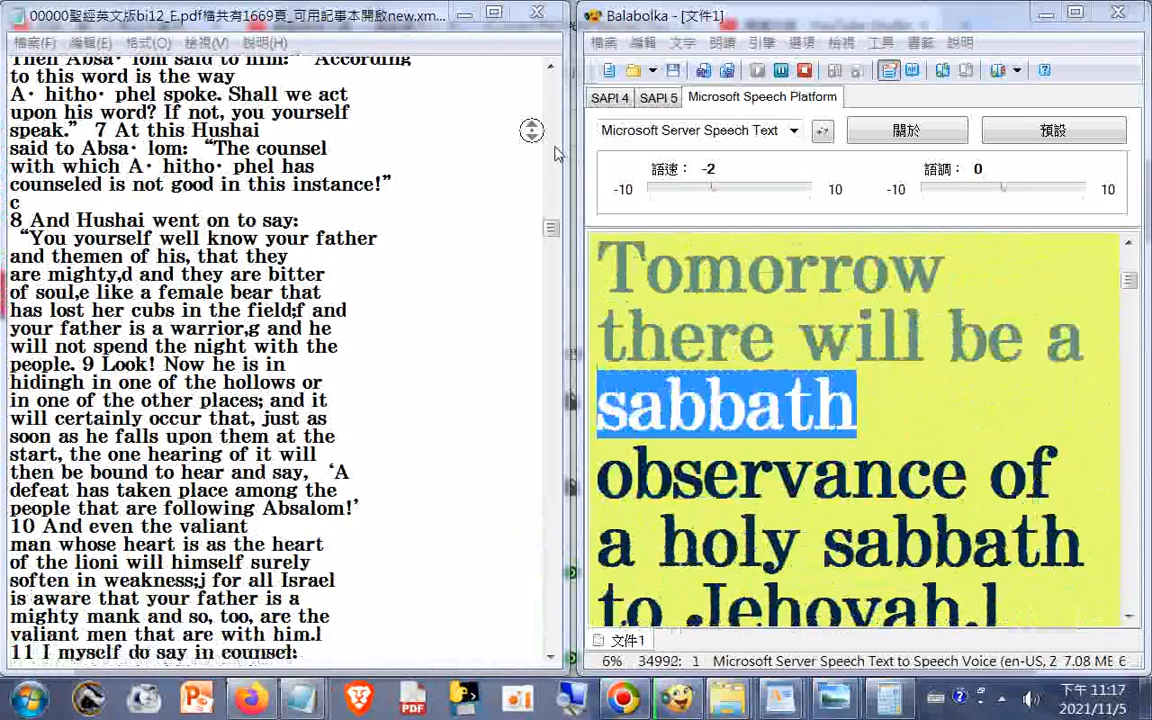 00000聖經英文版bi12_E.pdf檔共有1669頁_可用記事本開啟new.xm...
檔案(F) 編輯(E) 格式(O) 檢視(V) 說明(H)
Then Absa· lom said to him: “According
to this word is the way
A· hitho· phel spoke. Shall we act
upon his word? If not, you yourself
speak.” 7 At this Hushai
said to Absa· lom: “The counsel
with which A· hitho· phel has
counseled is not good in this instance!”
c
8 And Hushai went on to say:
“You yourself well know your father
and themen of his, that they
are mighty,d and they are bitter
of soul,e like a female bear that
has lost her cubs in the field;f and
your father is a warrior,g and he
will not spend the night with the
people. 9 Look! Now he is in
hidingh in one of the hollows or
in one of the other places; and it
will certainly occur that, just as
soon as he falls upon them at the
start, the one hearing of it will
then be bound to hear and say, ‘A
defeat has taken place among the
people that are following Absalom!’
10 And even the valiant
man whose heart is as the heart
of the lioni will himself surely
soften in weakness;j for all Israel
is aware that your father is a
mighty mank and so, too, are the
valiant men that are with him.l
11 I myself do say in counsel:
Balabolka - [文件1]
檔案 編輯 文字 朗讀 引擎 選項 檢視 工具 書籤 說明
SAPI 4 SAPI 5 Microsoft Speech Platform
Microsoft Server Speech Text 關於 預設
語速： -2 語調： 0
-10 10 -10 10
Tomorrow
there will be a
sabbath
observance of
a holy sabbath
to Jehovah.l
文件1
6% 34992: 1 Microsoft Server Speech Text to Speech Voice (en-US, Z 7.08 MB 6
PDF
下午 11:17
2021/11/5